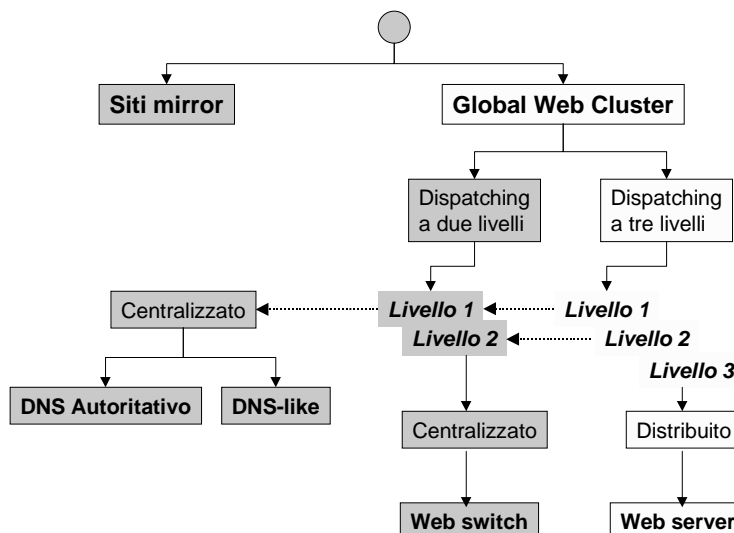 Siti mirror
Global Web Cluster
Dispatching
a due livelli
Dispatching
a tre livelli
Centralizzato
Livello 1
Livello 1
Livello 2
Livello 2
Livello 3
DNS Autoritativo
DNS-like
Centralizzato
Distribuito
Web switch
Web server